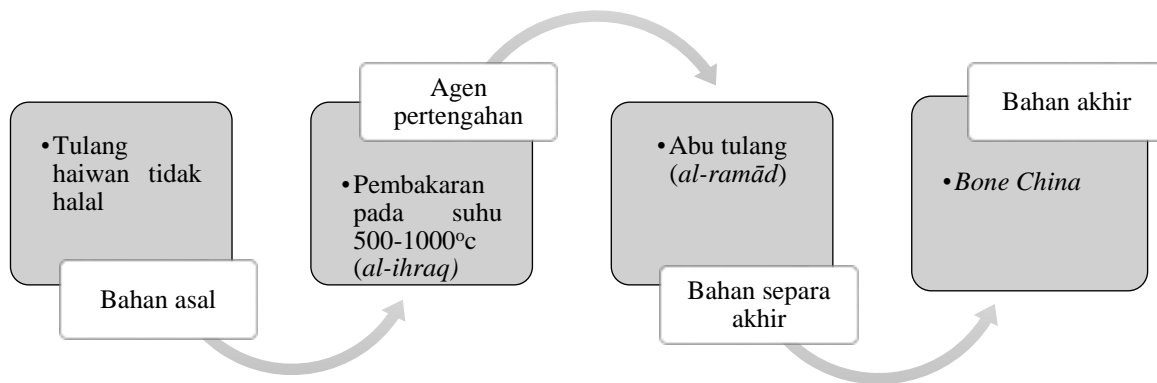 •Tulang
haiwan tidak
halal
Bahan asal
Agen
pertengahan
•Pembakaran
pada suhu
500-1000°c
(al-ihraq)
•Abu tulang
(al-ramād)
Bahan separa
akhir
Bahan akhir
•Bone China